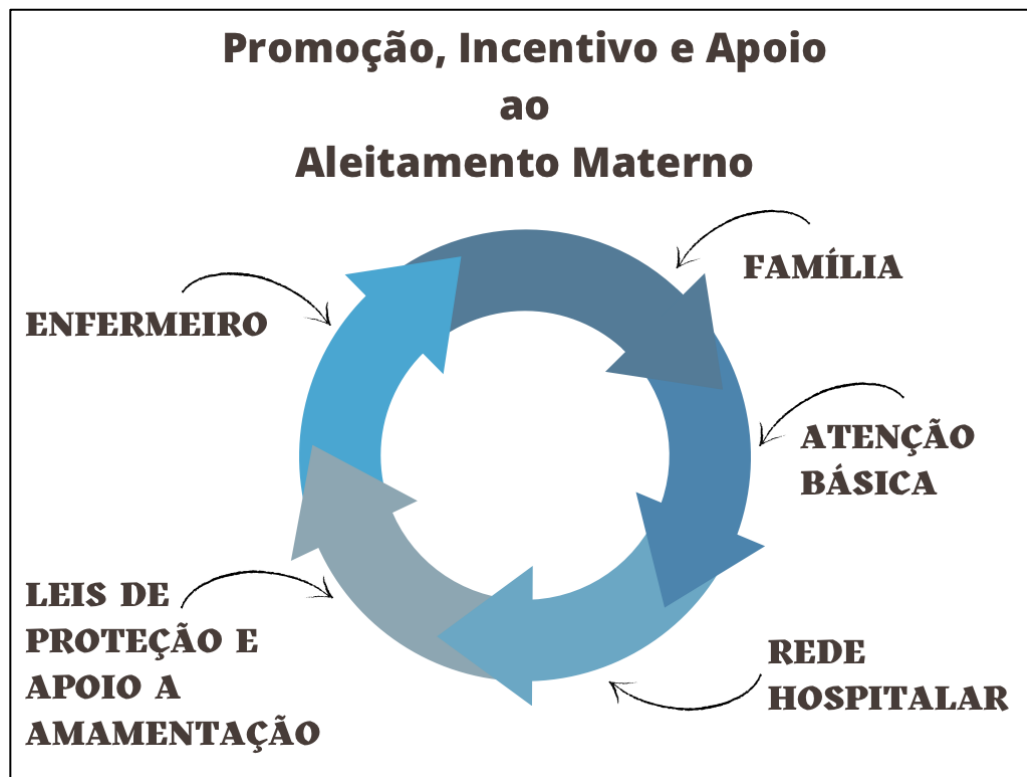 Promoção, Incentivo e Apoio
ao
Aleitamento Materno
FAMÍLIA
ENFERMEIRO
ATENÇÃO
BÁSICA
LEIS DE
PROTEÇÃO E
APOIO A
AMAMENTAÇÃO
REDE
HOSPITALAR